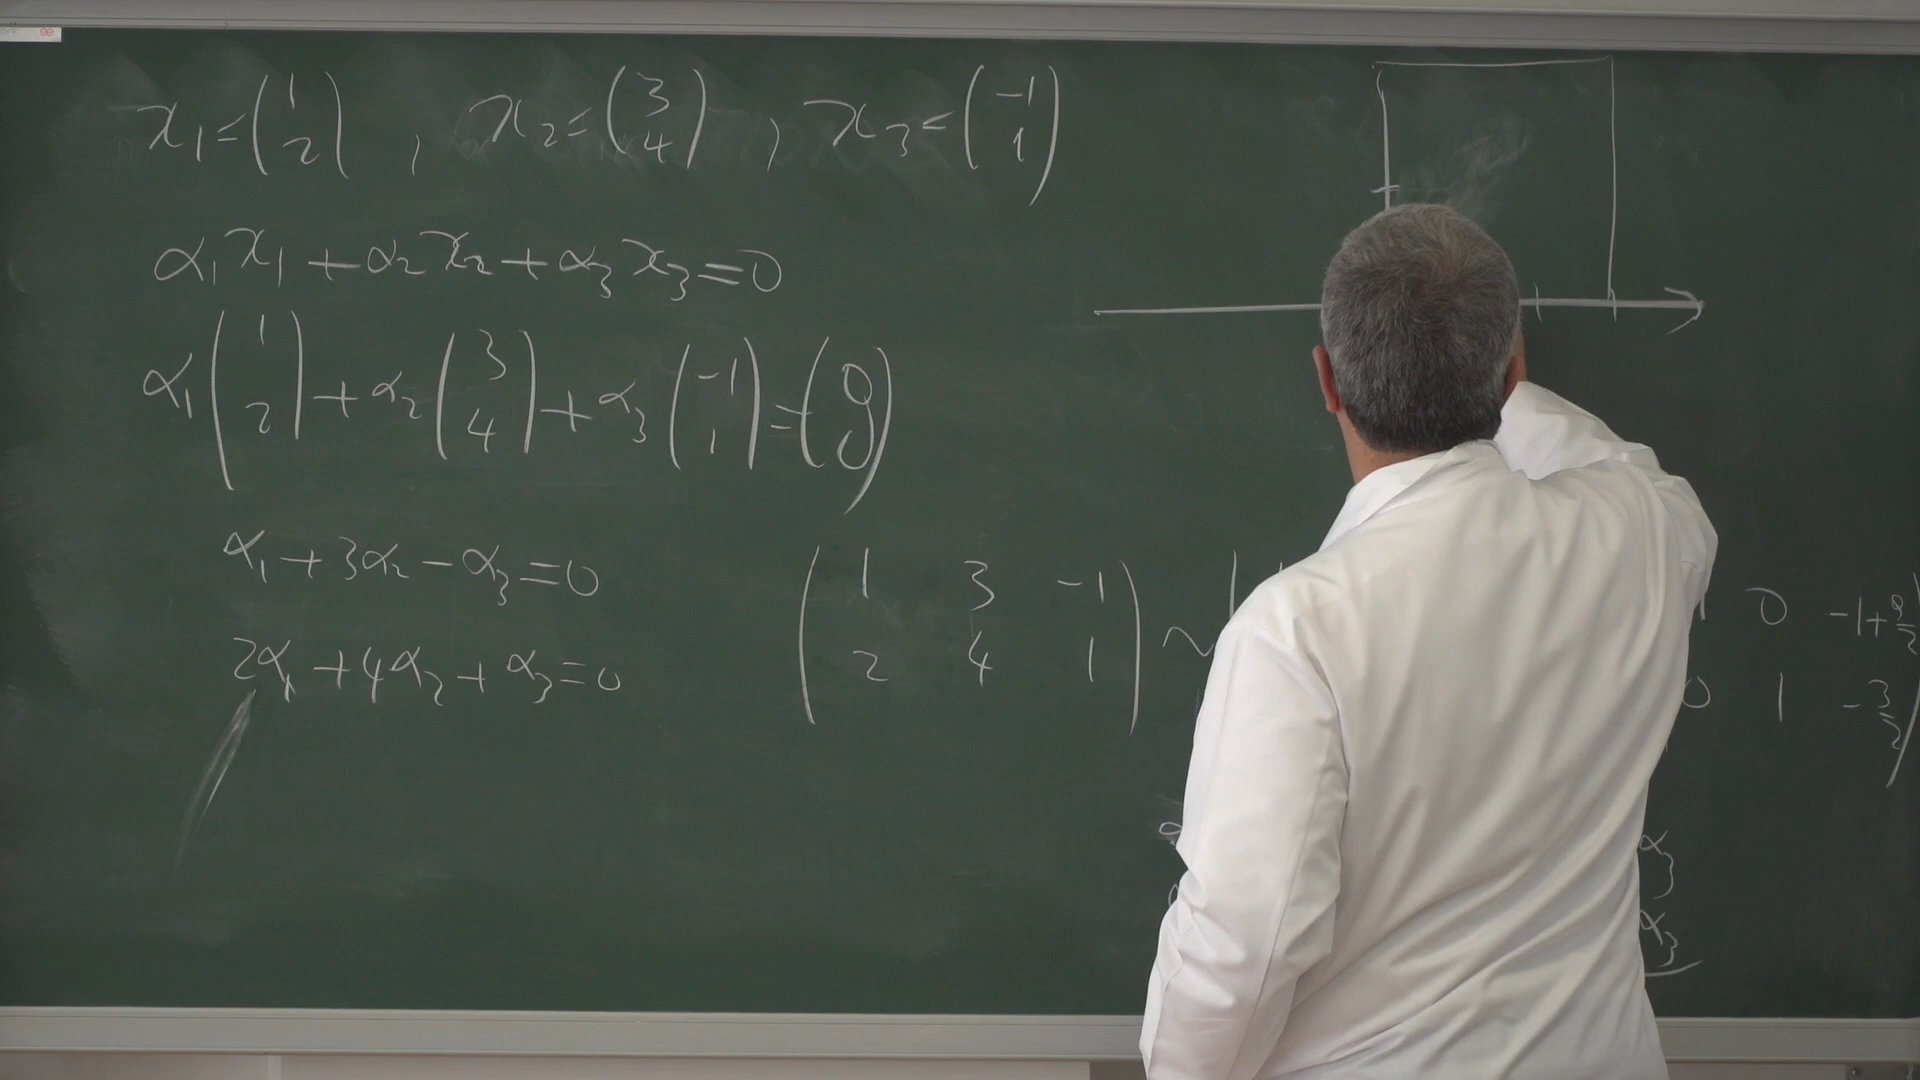 x₁ = (1 2), x₂ = (3 4), x₃ = (-1 1)
α₁x₁ + α₂x₂ + α₃x₃ = 0
α₁(1 2) + α₂(3 4) + α₃(-1 1) = (0 0)
α₁ + 3α₂ - α₃ = 0
2α₁ + 4α₂ + α₃ = 0
(1 3 -1
2 4 1) ~
0 -1+9/2
0 1 -3/2)
α₃
α₃